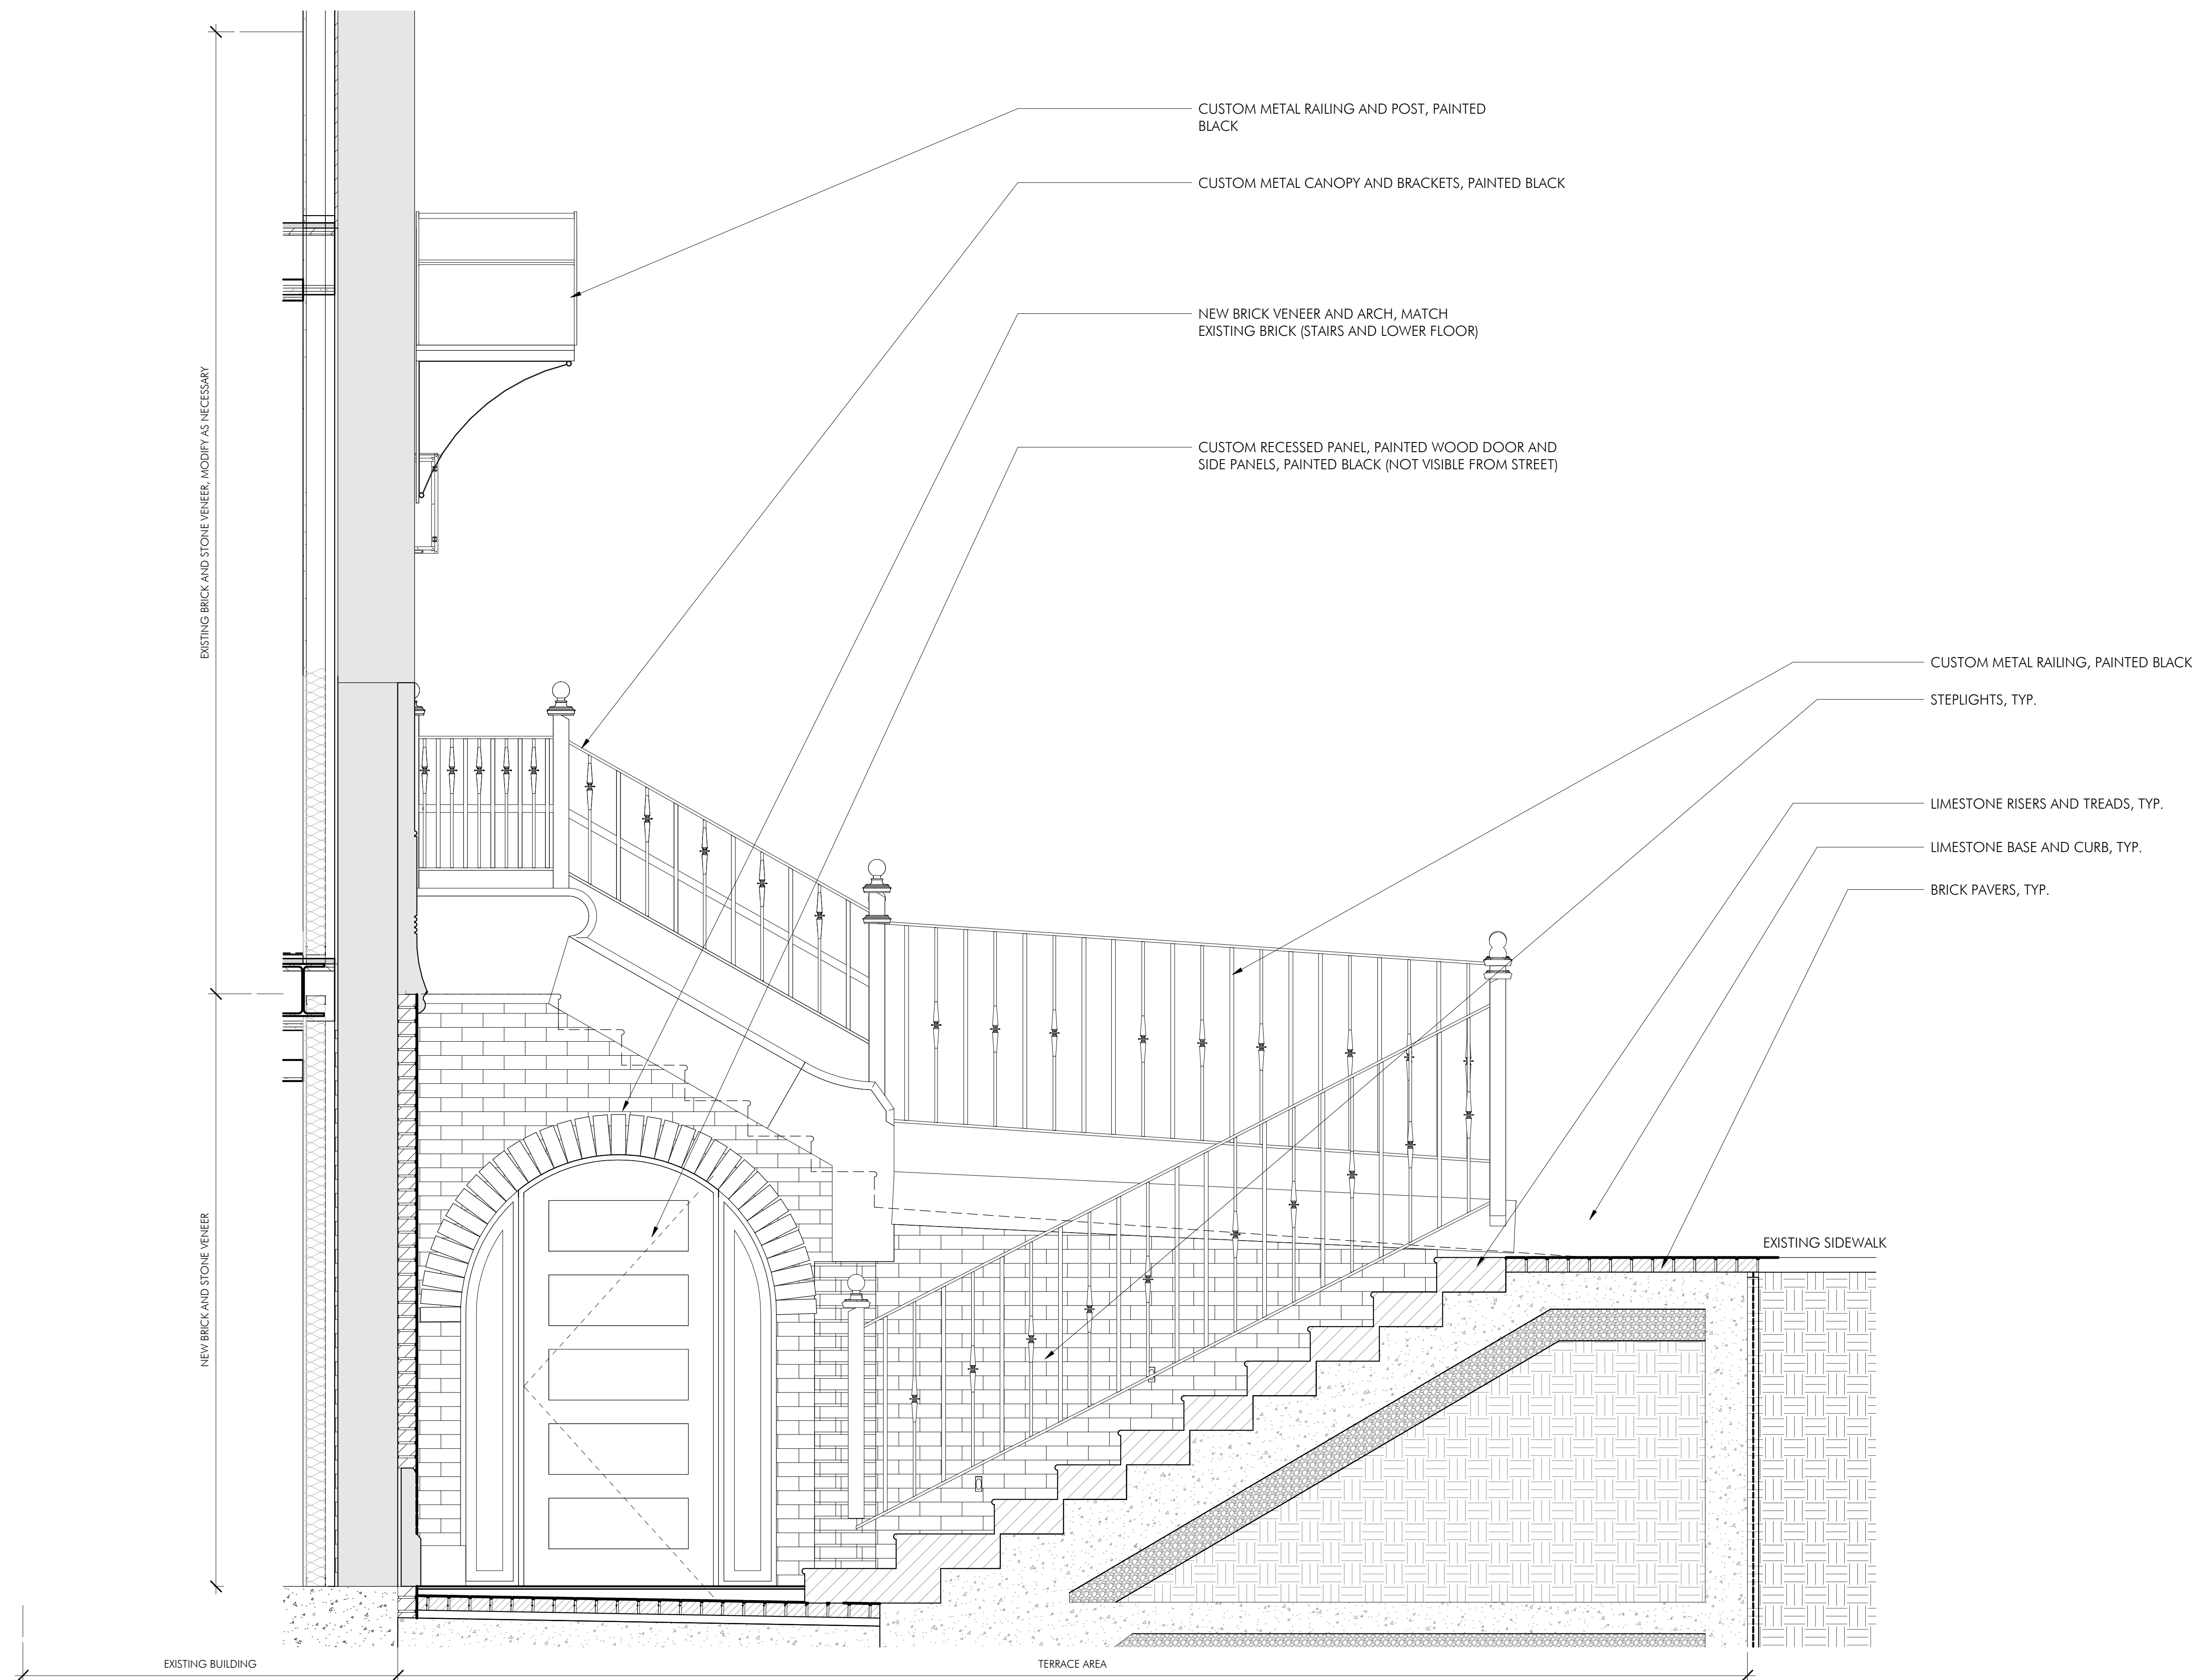 CUSTOM METAL RAILING AND POST, PAINTED
BLACK
CUSTOM METAL CANOPY AND BRACKETS, PAINTED BLACK
NEW BRICK VENEER AND ARCH, MATCH
EXISTING BRICK (STAIRS AND LOWER FLOOR)
CUSTOM RECESSED PANEL, PAINTED WOOD DOOR AND
SIDE PANELS, PAINTED BLACK (NOT VISIBLE FROM STREET)
EXISTING BRICK AND STONE VENEER, MODIFY AS NECESSARY
CUSTOM METAL RAILING, PAINTED BLACK
STEPLIGHTS, TYP.
LIMESTONE RISERS AND TREADS, TYP.
LIMESTONE BASE AND CURB, TYP.
BRICK PAVERS, TYP.
EXISTING SIDEWALK
NEW BRICK AND STONE VENEER
EXISTING BUILDING
TERRACE AREA